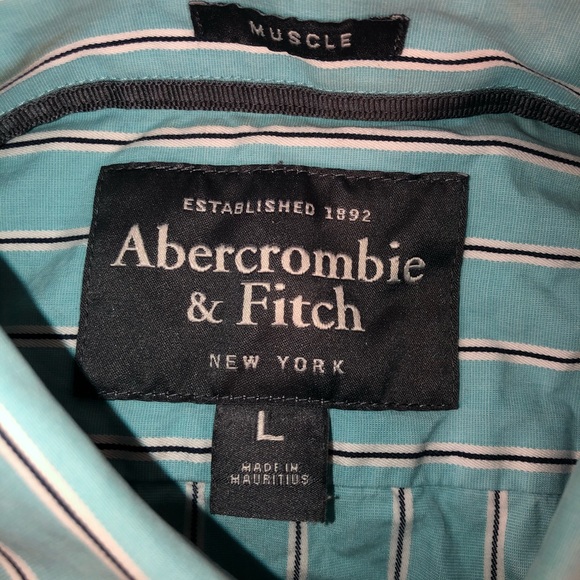 MUSCLE
ESTABLISHED 1892
Abercrombie
& Fitch
NEW YORK
L
MADE IN
MAURITIUS